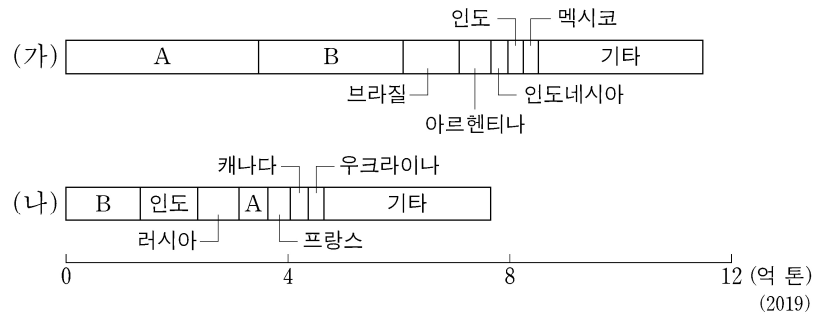 인도 멕시코
(가) A B 기타
브라질 인도네시아
아르헨티나
캐나다 우크라이나
(나) B 인도 A 기타
러시아 프랑스
0 4 8 12 (억 톤)
(2019)